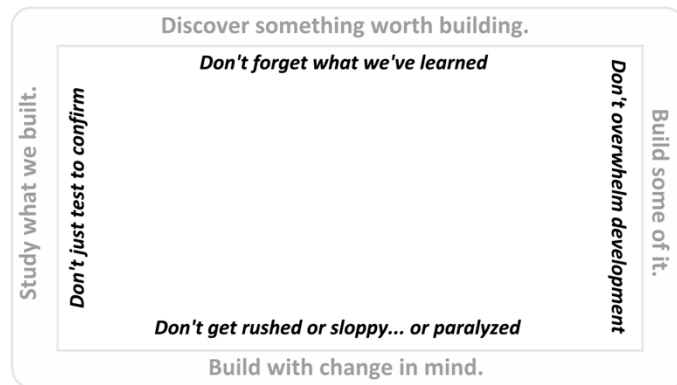 Discover something worth building.
Don't forget what we've learned
Don't overwhelm development
Build some of it.
Don't get rushed or sloppy... or paralyzed
Build with change in mind.
Study what we built.
Don't just test to confirm